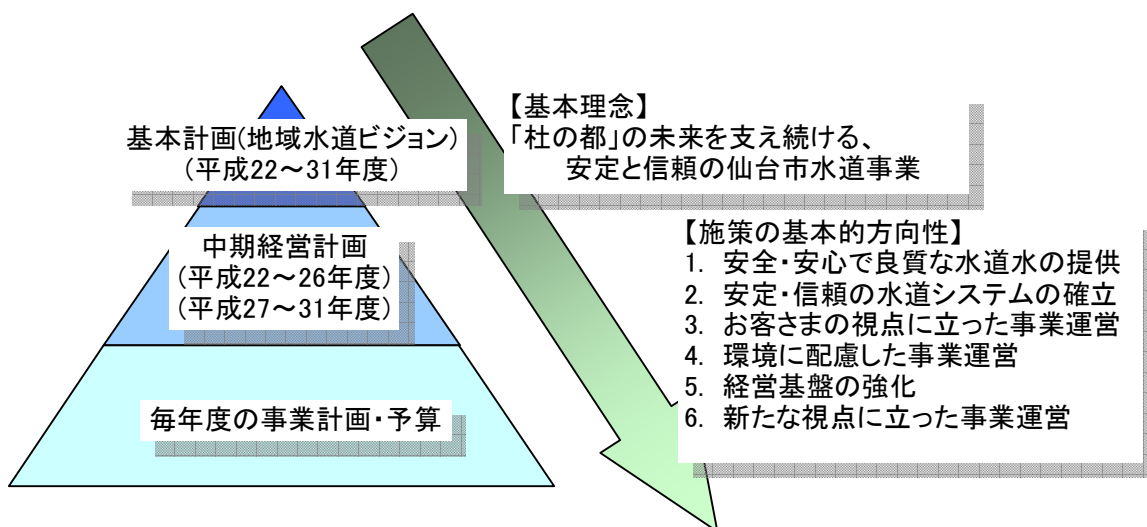 基本計画(地域水道ビジョン)
(平成22～31年度)
中期経営計画
(平成22～26年度)
(平成27～31年度)
毎年度の事業計画・予算
【基本理念】
「杜の都」の未来を支え続ける、
安定と信頼の仙台市水道事業
【施策の基本的方向性】
1. 安全・安心で良質な水道水の提供
2. 安定・信頼の水道システムの確立
3. お客さまの視点に立った事業運営
4. 環境に配慮した事業運営
5. 経営基盤の強化
6. 新たな視点に立った事業運営